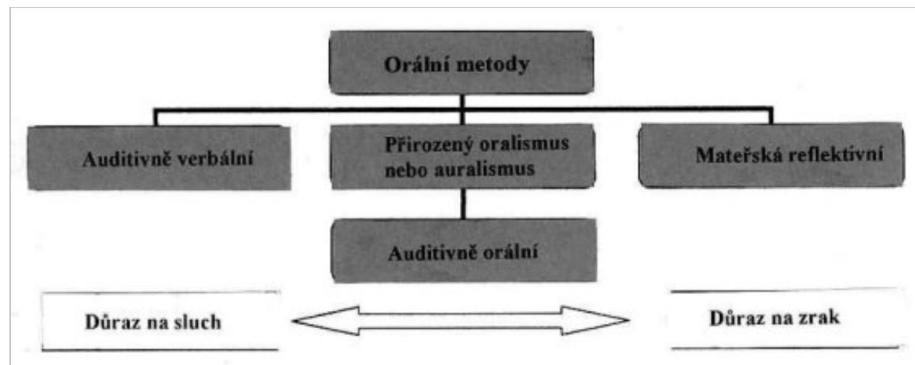 Orální metody
Auditivně verbální
Přirozený oralismus
nebo auralismus
Mateřská reflektivní
Auditivně orální
Důraz na sluch
Důraz na zrak